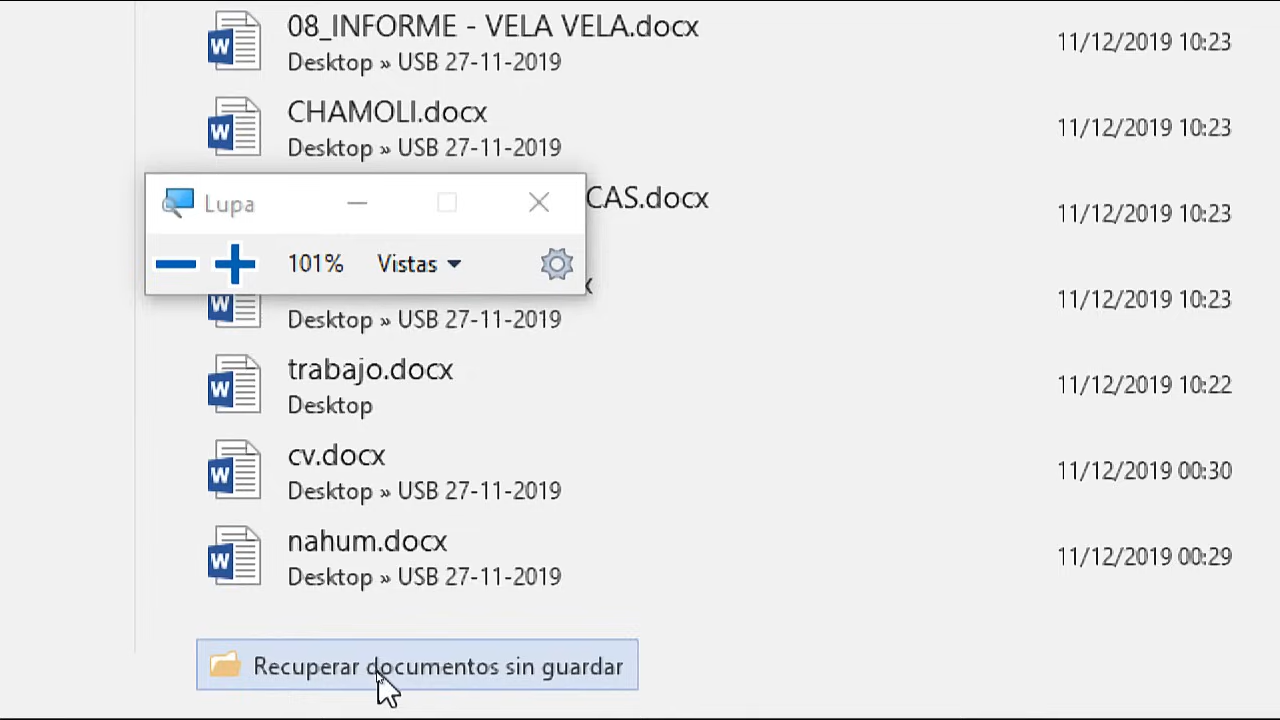 08_INFORME - VELA VELA.docx
Desktop » USB 27-11-2019
11/12/2019 10:23
CHAMOLI.docx
Desktop » USB 27-11-2019
11/12/2019 10:23
CAS.docx
11/12/2019 10:23
Lupa
101%
Vistas
Desktop » USB 27-11-2019
11/12/2019 10:23
trabajo.docx
Desktop
11/12/2019 10:22
cv.docx
Desktop » USB 27-11-2019
11/12/2019 00:30
nahum.docx
Desktop » USB 27-11-2019
11/12/2019 00:29
Recuperar documentos sin guardar